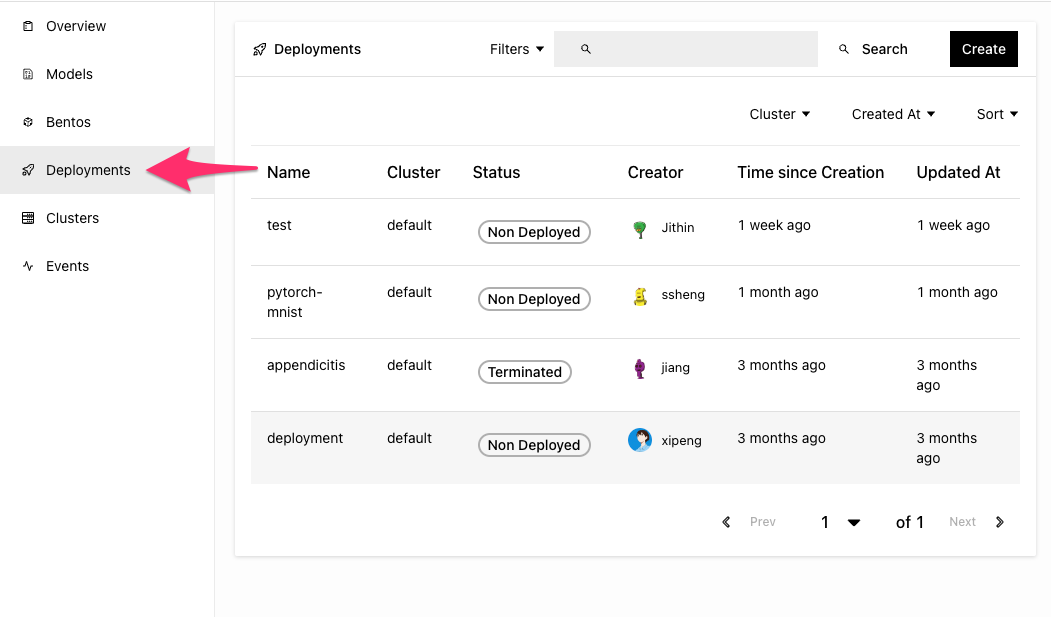 Overview
Models
Bentos
Deployments
Clusters
Events
Deployments Filters Search Create
Cluster Created At Sort
Name Cluster Status Creator Time since Creation Updated At
test default Non Deployed Jithin 1 week ago 1 week ago
pytorch- default Non Deployed ssheng 1 month ago 1 month ago
mnist
appendicitis default Terminated jiang 3 months ago 3 months
ago
deployment default Non Deployed xipeng 3 months ago 3 months
ago
Prev 1 of 1 Next